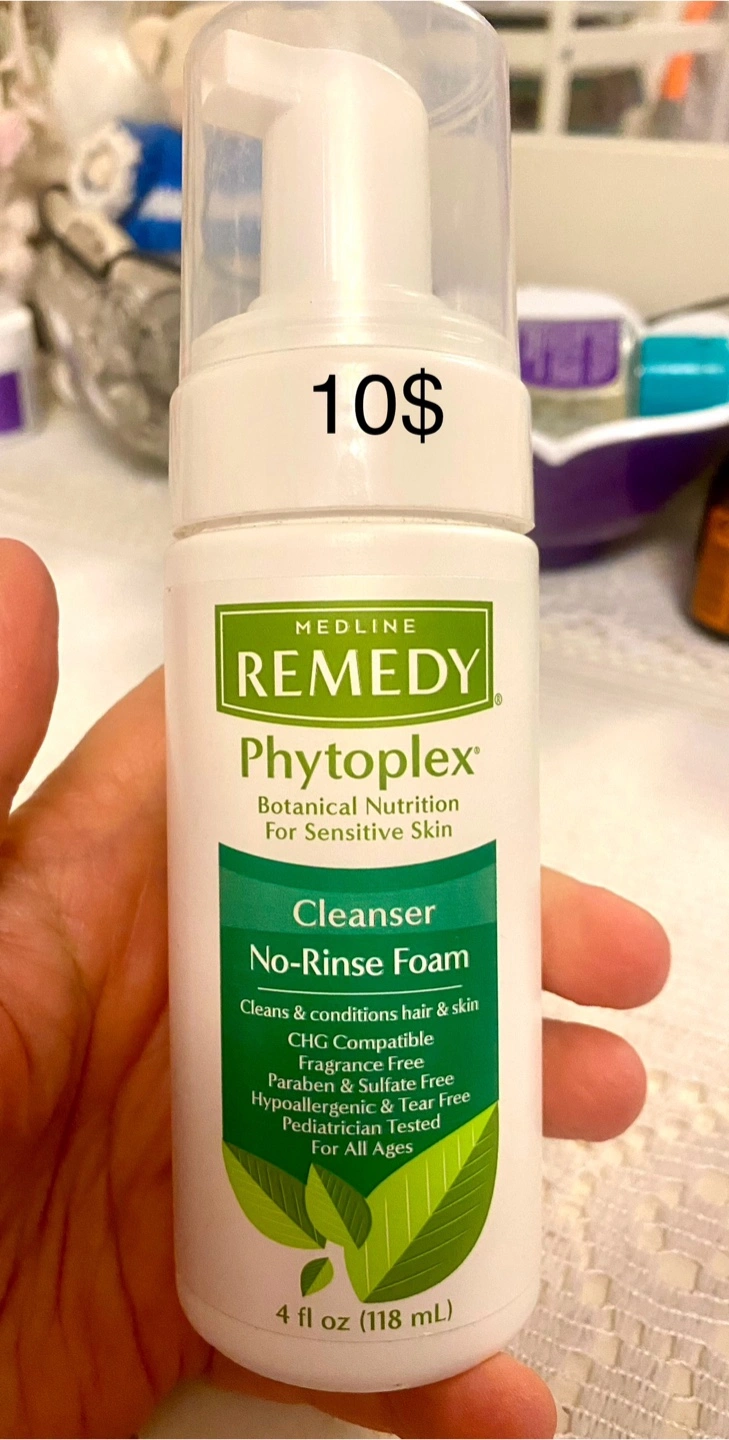 10$
MEDLINE
REMEDY®
Phytoplex®
Botanical Nutrition
For Sensitive Skin
Cleanser
No-Rinse Foam
Cleans & conditions hair & skin
CHG Compatible
Fragrance Free
Paraben & Sulfate Free
Hypoallergenic & Tear Free
Pediatrician Tested
For All Ages
4 fl oz (118 mL)